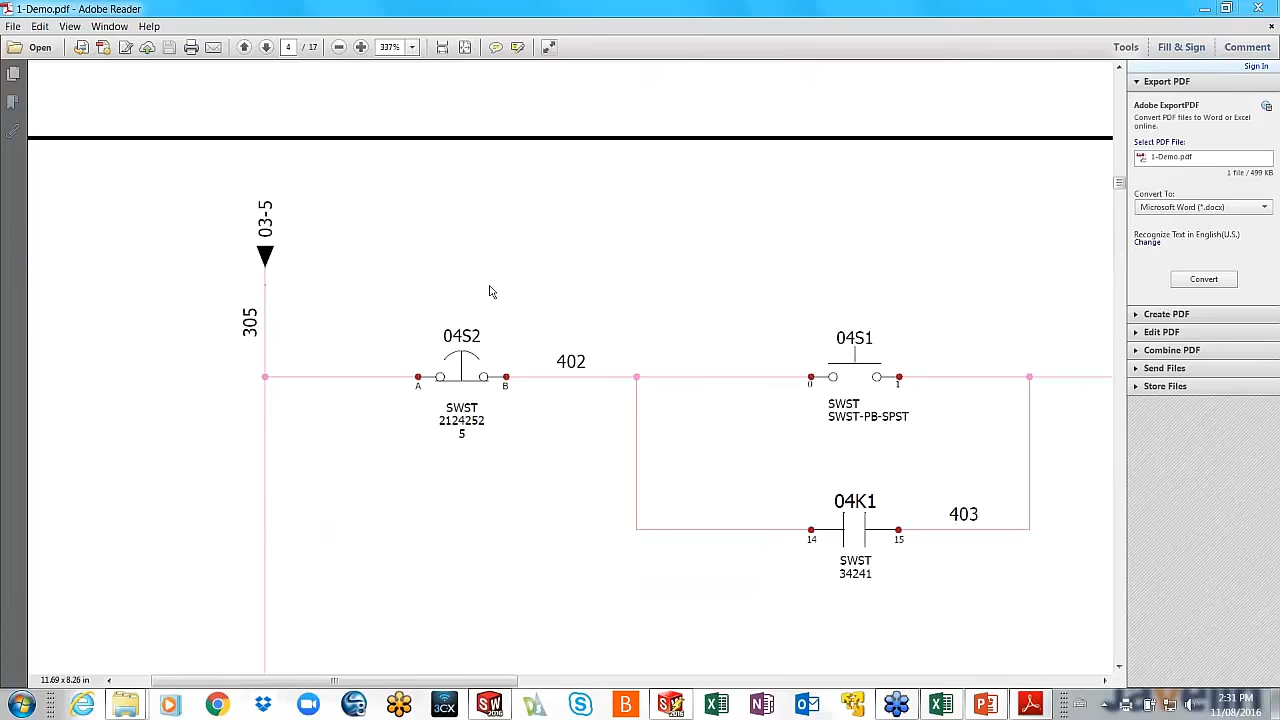 1-Demo.pdf - Adobe Reader
File Edit View Window Help
Open 4 / 17 337% Tools Fill & Sign Comment
Sign In
Export PDF
Adobe ExportPDF
Convert PDF files to Word or Excel
online.
Select PDF File:
1-Demo.pdf
1 file / 499 KB
Convert To:
Microsoft Word (*.docx)
Recognize Text in English(U.S.)
Change
Convert
Create PDF
Edit PDF
Combine PDF
Send Files
Store Files
03-5
305
04S2
402
A B
SWST
2124252
5
04S1
0 1
SWST
SWST-PB-SPST
04K1
403
14 15
SWST
34241
11.69 x 8.26 in
3CX
SW
2016
B
2:31 PM
11/08/2016